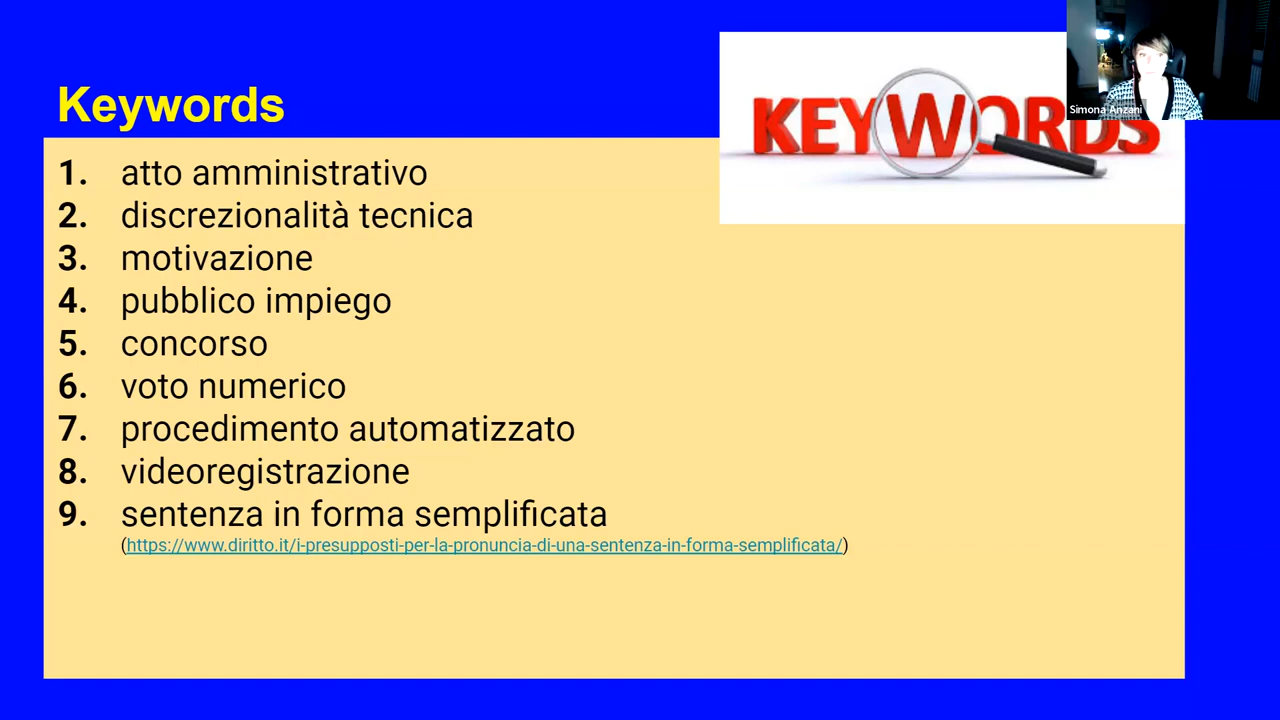 Keywords
KEYWORDS
Simona Anzani
1. atto amministrativo
2. discrezionalità tecnica
3. motivazione
4. pubblico impiego
5. concorso
6. voto numerico
7. procedimento automatizzato
8. videoregistrazione
9. sentenza in forma semplificata
(https://www.diritto.it/i-presupposti-per-la-pronuncia-di-una-sentenza-in-forma-semplificata/)